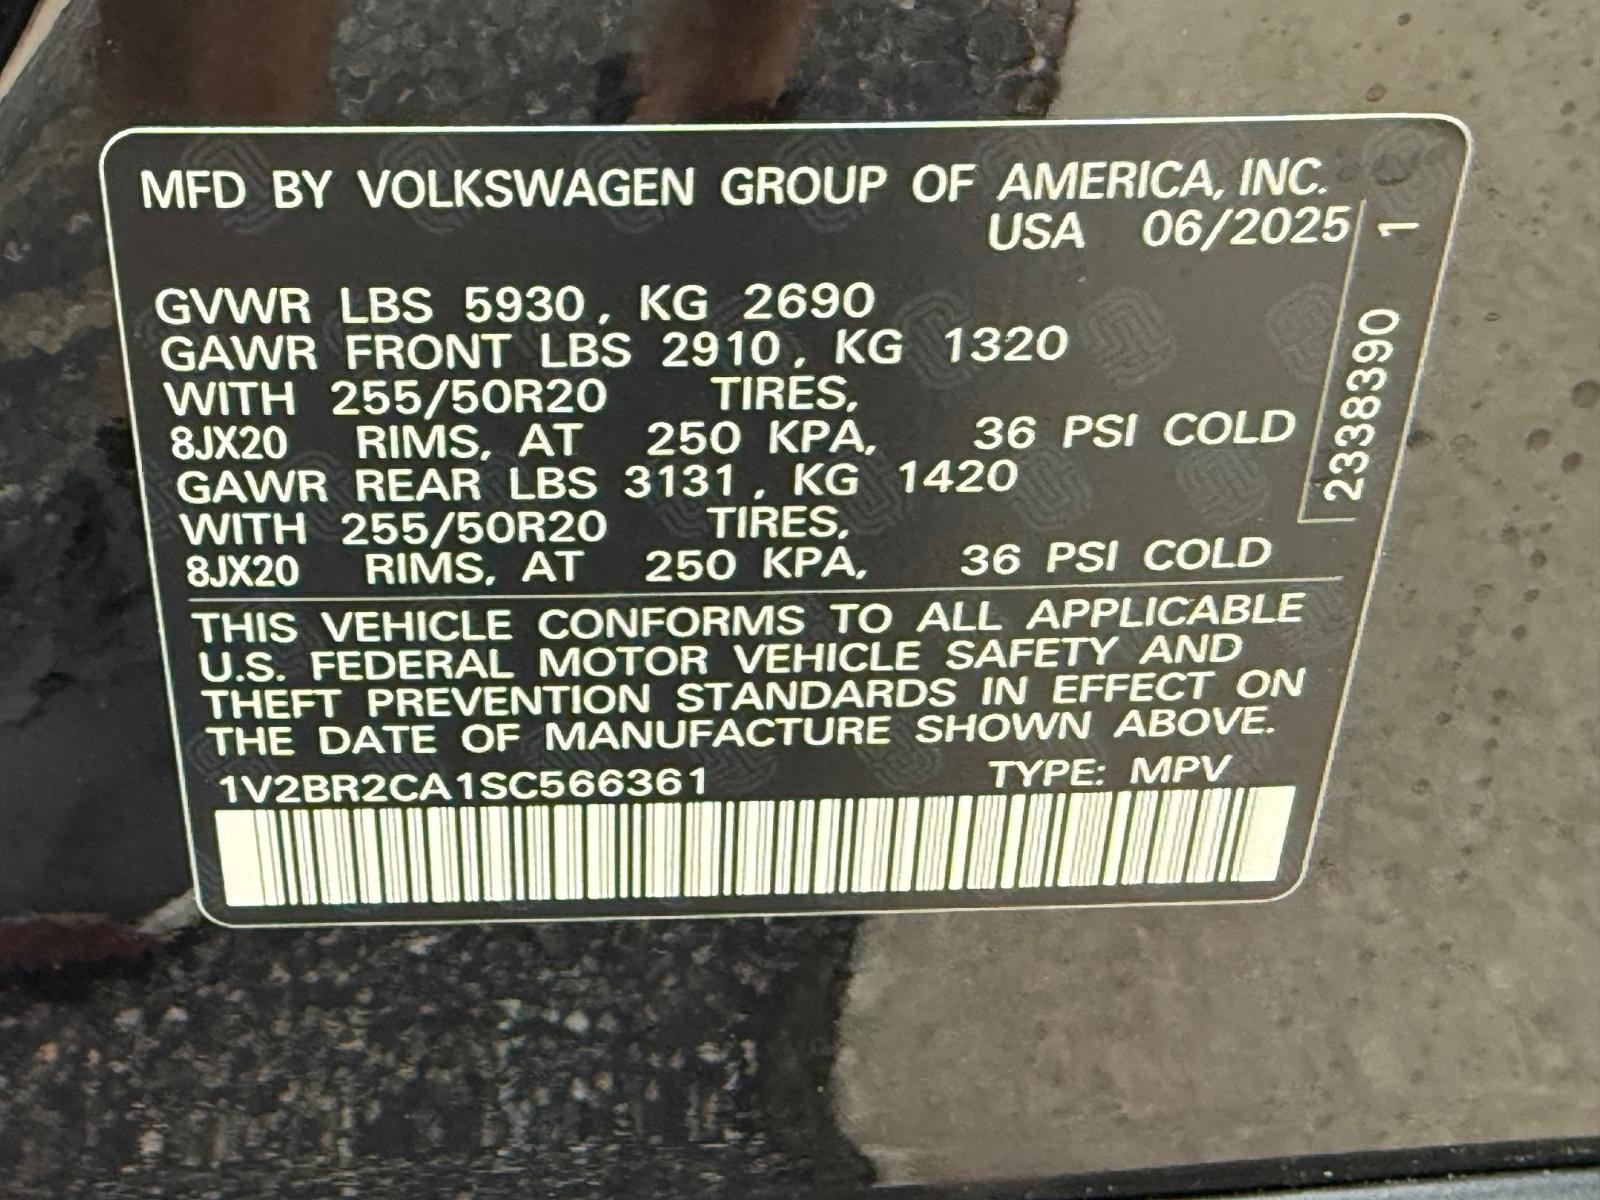 MFD BY VOLKSWAGEN GROUP OF AMERICA, INC.
USA 06/2025
GVWR LBS 5930, KG 2690
GAWR FRONT LBS 2910, KG 1320
WITH 255/50R20 TIRES,
8JX20 RIMS, AT 250 KPA, 36 PSI COLD
GAWR REAR LBS 3131, KG 1420
WITH 255/50R20 TIRES,
8JX20 RIMS, AT 250 KPA, 36 PSI COLD
THIS VEHICLE CONFORMS TO ALL APPLICABLE
U.S. FEDERAL MOTOR VEHICLE SAFETY AND
THEFT PREVENTION STANDARDS IN EFFECT ON
THE DATE OF MANUFACTURE SHOWN ABOVE.
1V2BR2CA1SC566361 TYPE: MPV
2338390 1